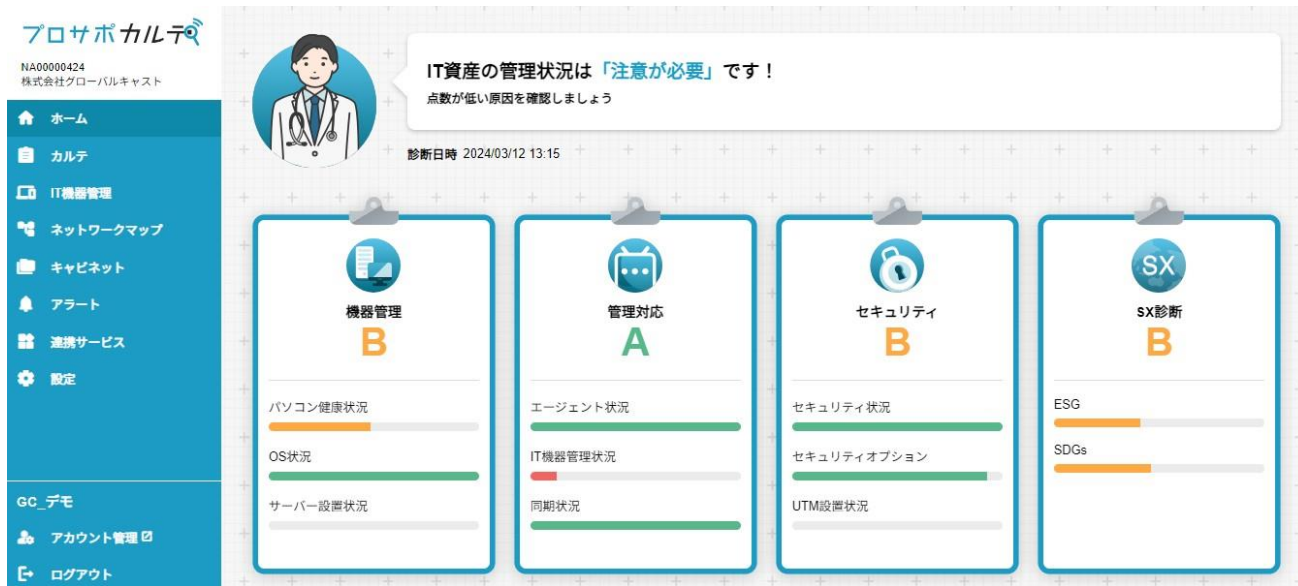 プロサポカルテ
NA00000424
株式会社グローバルキャスト
ホーム
カルテ
IT機器管理
ネットワークマップ
キャビネット
アラート
連携サービス
設定
GC_デモ
アカウント管理
ログアウト
IT資産の管理状況は「注意が必要」です！
点数が低い原因を確認しましょう
診断日時 2024/03/12 13:15
機器管理
B
パソコン健康状況
OS状況
サーバー設置状況
管理対応
A
エージェント状況
IT機器管理状況
同期状況
セキュリティ
B
セキュリティ状況
セキュリティオプション
UTM設置状況
SX
SX診断
B
ESG
SDGs